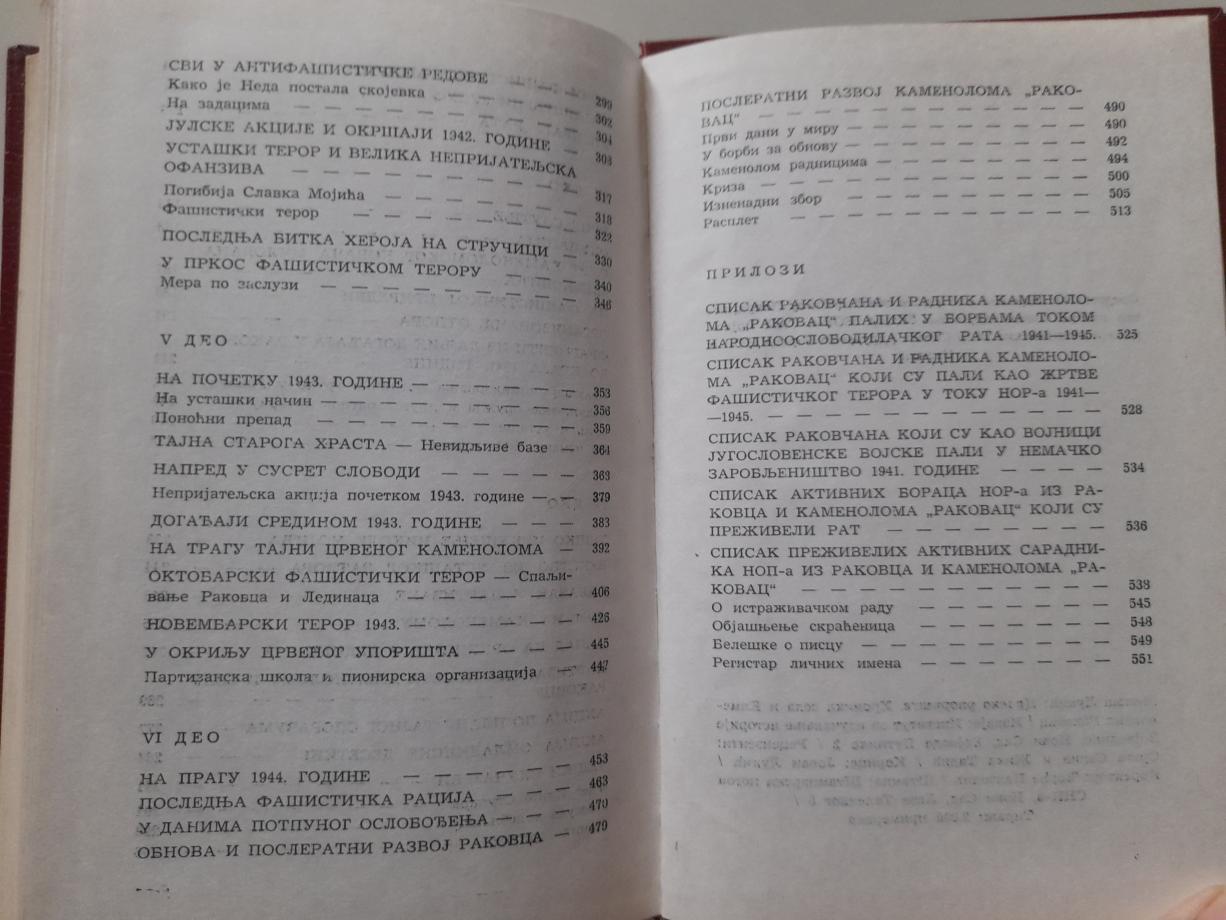 СВИ У АНТИФАШИСТИЧКЕ РЕДОВЕ — — — 299
Како је Неда постала скојевка — — — — — 302
На задацима — — — — — — — — — — 304
ЈУЛСКЕ АКЦИЈЕ И ОКРШАЈИ 1942. ГОДИНЕ — 308
УСТАШКИ ТЕРОР И ВЕЛИКА НЕПРИЈАТЕЉСКА
ОФАНЗИВА — — — — — — — — — — 317
Погибија Славка Мојића — — — — — — — 318
Фашистички терор — — — — — — — — 322
ПОСЛЕДЊА БИТКА ХЕРОЈА НА СТРУЧИЦИ — 330
У ПРКОС ФАШИСТИЧКОМ ТЕРОРУ — — — 340
Мера по заслузи — — — — — — — — — 346
V ДЕО
НА ПОЧЕТКУ 1943. ГОДИНЕ — — — — — — 353
На усташки начин — — — — — — — — — 356
Поноћни препад — — — — — — — — — 359
ТАЈНА СТАРОГА ХРАСТА — Невидљиве базе — 364
НАПРЕД У СУСРЕТ СЛОБОДИ — — — — — 368
Непријатељска акција почетком 1943. године — — 379
ДОГАЂАЈИ СРЕДИНОМ 1943. ГОДИНЕ — — — 383
НА ТРАГУ ТАЈНИ ЦРВЕНОГ КАМЕНОЛОМА — 392
ОКТОБАРСКИ ФАШИСТИЧКИ ТЕРОР — Спаљи-
вање Раковца и Лединаца — — — — — — 406
НОВЕМБАРСКИ ТЕРОР 1943. — — — — — — 426
У ОКРИЉУ ЦРВЕНОГ УПОРИШТА — — — — 445
Партизанска школа и пионирска организација — 447
VI ДЕО
НА ПРАГУ 1944. ГОДИНЕ — — — — — — — 453
ПОСЛЕДЊА ФАШИСТИЧКА РАЦИЈА — — — 463
У ДАНИМА ПОТПУНОГ ОСЛОБОЂЕЊА — — — 470
ОБНОВА И ПОСЛЕРАТНИ РАЗВОЈ РАКОВЦА — 479
ПОСЛЕРАТНИ РАЗВОЈ КАМЕНОЛОМА „РАКО-
ВАЦ“ — — — — — — — — — — — — 490
Први дани у миру — — — — — — — — — 490
У борби за обнову — — — — — — — — — 492
Каменолом радницима — — — — — — — — 494
Криза — — — — — — — — — — — — 500
Изненадни збор — — — — — — — — — 505
Расплет — — — — — — — — — — — 513
ПРИЛОЗИ
СПИСАК РАКОВЧАНА И РАДНИКА КАМЕНОЛО-
МА „РАКОВАЦ“ ПАЛИХ У БОРБАМА ТОКОМ
НАРОДНООСЛОБОДИЛАЧКОГ РАТА 1941—1945. 525
СПИСАК РАКОВЧАНА И РАДНИКА КАМЕНОЛО-
МА „РАКОВАЦ“ КОЈИ СУ ПАЛИ КАО ЖРТВЕ
ФАШИСТИЧКОГ ТЕРОРА У ТОКУ НОР-а 1941—
—1945. — — — — — — — — — — — — 528
СПИСАК РАКОВЧАНА КОЈИ СУ КАО ВОЈНИЦИ
ЈУГОСЛОВЕНСКЕ ВОЈСКЕ ПАЛИ У НЕМАЧКО
ЗАРОБЉЕНИШТВО 1941. ГОДИНЕ — — — — 534
СПИСАК АКТИВНИХ БОРАЦА НОР-а ИЗ РА-
КОВЦА И КАМЕНОЛОМА „РАКОВАЦ“ КОЈИ СУ
ПРЕЖИВЕЛИ РАТ — — — — — — — — 536
СПИСАК ПРЕЖИВЕЛИХ АКТИВНИХ САРАДНИ-
КА НОП-а ИЗ РАКОВЦА И КАМЕНОЛОМА „РА-
КОВАЦ“ — — — — — — — — — — — 538
О истраживачком раду — — — — — — — 545
Објашњење скраћеница — — — — — — — 548
Белешке о писцу — — — — — — — — — 549
Регистар личних имена — — — — — — — 551